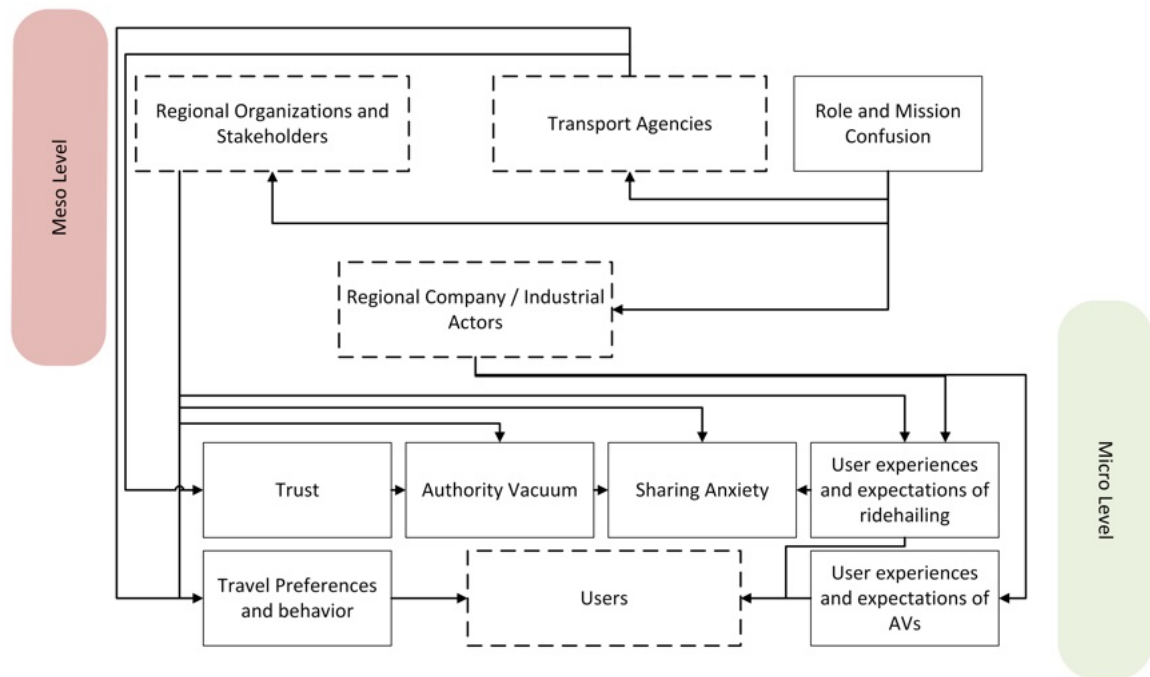 Meso Level
Regional Organizations and
Stakeholders
Transport Agencies
Role and Mission
Confusion
Regional Company / Industrial
Actors
Micro Level
Trust
Authority Vacuum
Sharing Anxiety
User experiences
and expectations of
ridehailing
Travel Preferences
and behavior
Users
User experiences
and expectations of
AVs